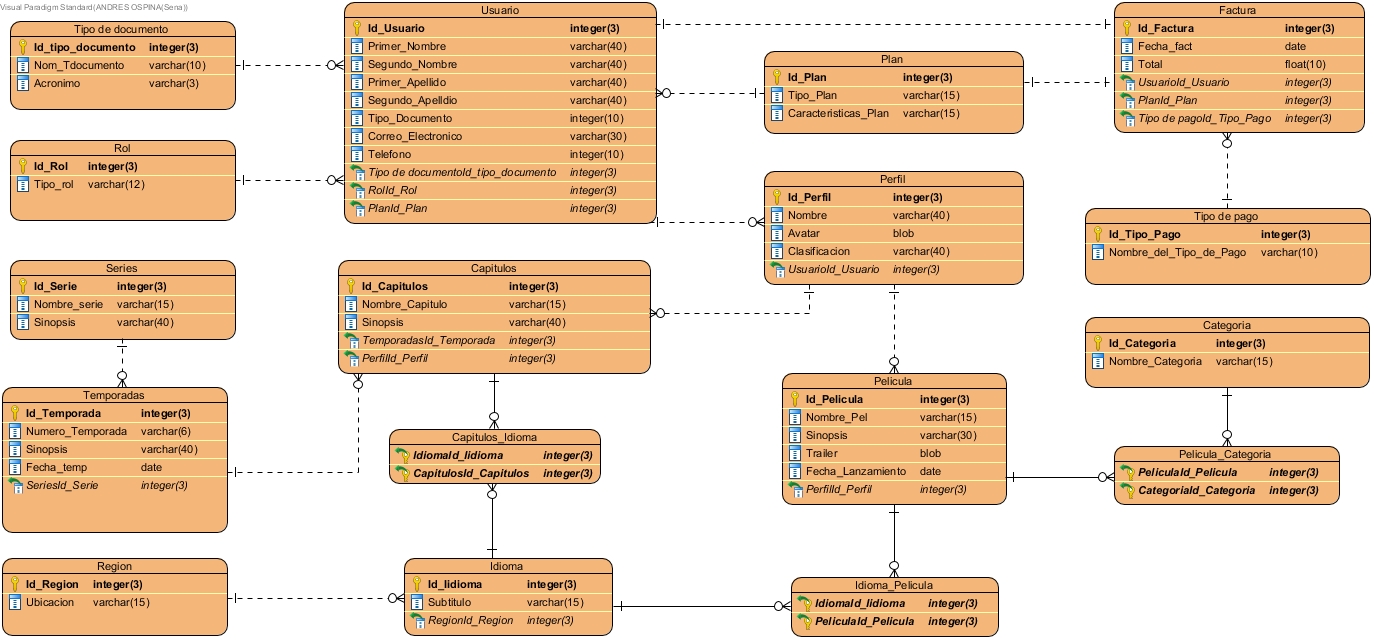 Visual Paradigm Standard(ANDRES OSPINA(Sena))
Tipo de documento
Id_tipo_documento integer(3)
Nom_Tdocumento varchar(10)
Acronimo varchar(3)
Rol
Id_Rol integer(3)
Tipo_rol varchar(12)
Usuario
Id_Usuario integer(3)
Primer_Nombre varchar(40)
Segundo_Nombre varchar(40)
Primer_Apellido varchar(40)
Segundo_Apelldio varchar(40)
Tipo_Documento integer(10)
Correo_Electronico varchar(30)
Telefono integer(10)
Tipo de documentoId_tipo_documento integer(3)
RolId_Rol integer(3)
PlanId_Plan integer(3)
Plan
Id_Plan integer(3)
Tipo_Plan varchar(15)
Caracteristicas_Plan varchar(15)
Factura
Id_Factura integer(3)
Fecha_fact date
Total float(10)
UsuarioId_Usuario integer(3)
PlanId_Plan integer(3)
Tipo de pagoId_Tipo_Pago integer(3)
Perfil
Id_Perfil integer(3)
Nombre varchar(40)
Avatar blob
Clasificacion varchar(40)
UsuarioId_Usuario integer(3)
Tipo de pago
Id_Tipo_Pago integer(3)
Nombre_del_Tipo_de_Pago varchar(10)
Series
Id_Serie integer(3)
Nombre_serie varchar(15)
Sinopsis varchar(40)
Capitulos
Id_Capitulos integer(3)
Nombre_Capitulo varchar(15)
Sinopsis varchar(40)
TemporadasId_Temporada integer(3)
PerfilId_Perfil integer(3)
Categoria
Id_Categoria integer(3)
Nombre_Categoria varchar(15)
Temporadas
Id_Temporada integer(3)
Numero_Temporada varchar(6)
Sinopsis varchar(40)
Fecha_temp date
SeriesId_Serie integer(3)
Capitulos_Idioma
IdiomaId_Iidioma integer(3)
CapitulosId_Capitulos integer(3)
Pelicula
Id_Pelicula integer(3)
Nombre_Pel varchar(15)
Sinopsis varchar(30)
Trailer blob
Fecha_Lanzamiento date
PerfilId_Perfil integer(3)
Pelicula_Categoria
PeliculaId_Pelicula integer(3)
CategoriaId_Categoria integer(3)
Region
Id_Region integer(3)
Ubicacion varchar(15)
Idioma
Id_Iidioma integer(3)
Subtitulo varchar(15)
RegionId_Region integer(3)
Idioma_Pelicula
IdiomaId_Iidioma integer(3)
PeliculaId_Pelicula integer(3)